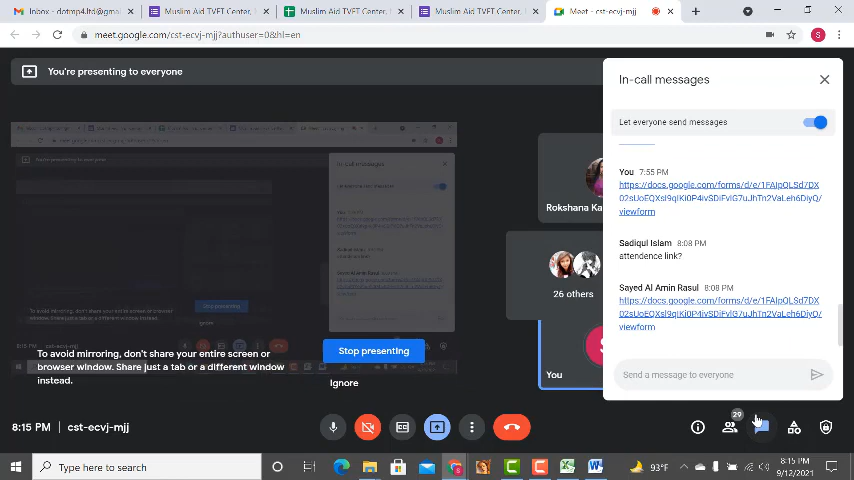 Inbox - dotmp4.ltd@gmail
Muslim Aid TVET Center,
Muslim Aid TVET Center,
Muslim Aid TVET Center,
Meet - cst-ecvj-mjj
meet.google.com/cst-ecvj-mjj?authuser=0&hl=en
S
You're presenting to everyone
In-call messages
Let everyone send messages
You 7:55 PM
https://docs.google.com/forms/d/e/1FAIpQLSd7DX
02sUoEQXsI9qIKi0P4ivSDiFvlG7uJhTn2VaLeh6DiyQ/
viewform
Sadiqul Islam 8:08 PM
attendence link?
Sayed Al Amin Rasul 8:08 PM
https://docs.google.com/forms/d/e/1FAIpQLSd7DX
02sUoEQXsI9qIKi0P4ivSDiFvlG7uJhTn2VaLeh6DiyQ/
viewform
Send a message to everyone
Rokshana Ka
26 others
You
To avoid mirroring, don't share your entire screen or
browser window. Share just a tab or a different window
instead.
Stop presenting
Ignore
8:15 PM | cst-ecvj-mjj
29
Type here to search
93°F
8:15 PM
9/12/2021